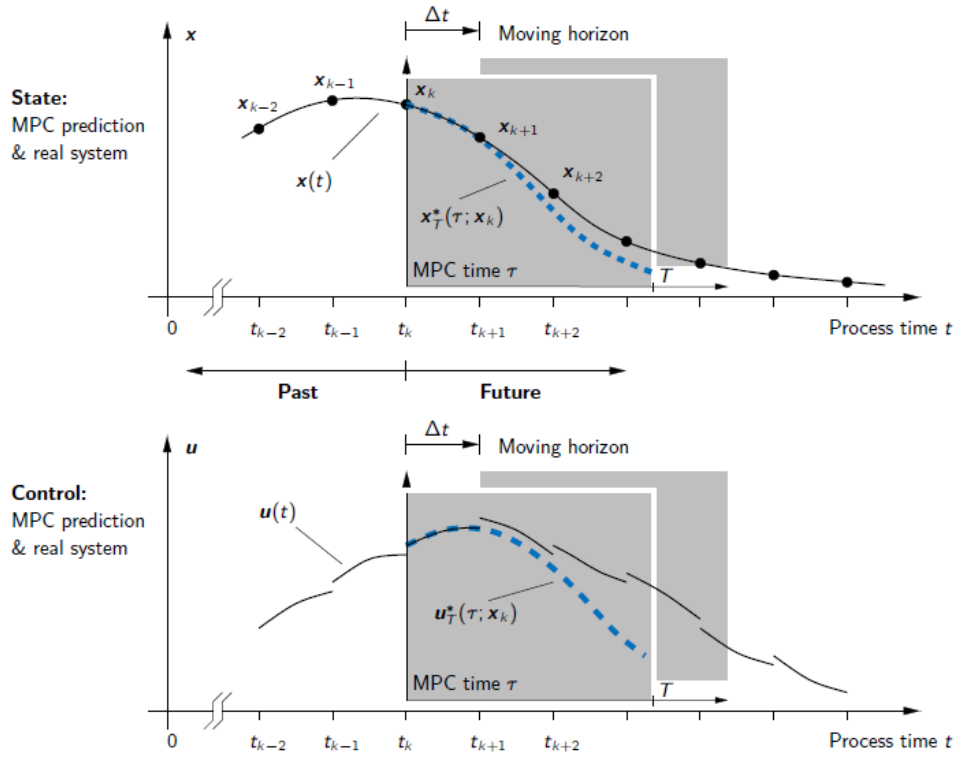 Δt
Moving horizon
x
State:
MPC prediction
& real system
x_{k−2}
x_{k−1}
x_k
x_{k+1}
x_{k+2}
x(t)
x*_T(τ; x_k)
MPC time τ
T
0
t_{k−2}
t_{k−1}
t_k
t_{k+1}
t_{k+2}
Process time t
Past
Future
Δt
Moving horizon
u
Control:
MPC prediction
& real system
u(t)
u*_T(τ; x_k)
MPC time τ
T
0
t_{k−2}
t_{k−1}
t_k
t_{k+1}
t_{k+2}
Process time t